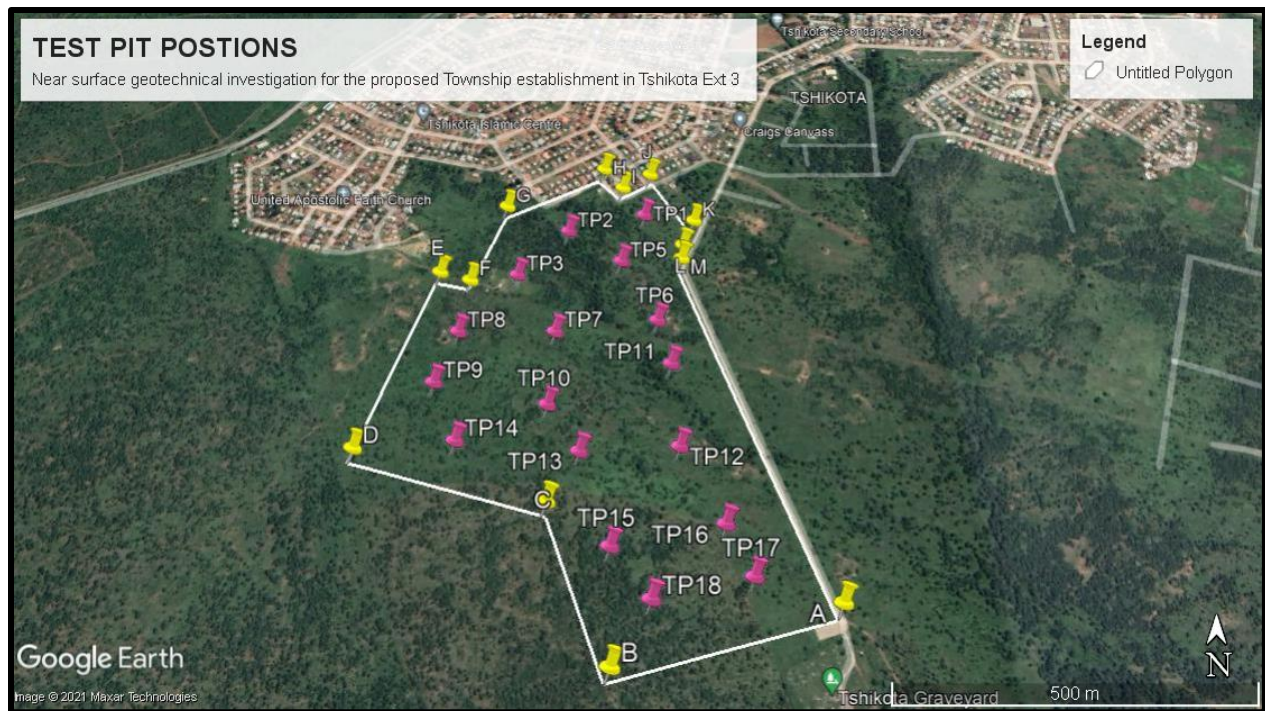 TEST PIT POSTIONS
Near surface geotechnical investigation for the proposed Township establishment in Tshikota Ext 3
Legend
Untitled Polygon
Tshikota Secondary School
TSHIKOTA
Tshikota Islamic Centre
Craigs Canvass
United Apostolic Faith Church
H
J
I
G
K
TP1
TP2
E
F
TP3
TP5
L M
TP6
TP8
TP7
TP11
TP9
TP10
D
TP14
TP13
TP12
C
TP15
TP16
TP17
TP18
A
B
Google Earth
Image © 2021 Maxar Technologies
Tshikota Graveyard
500 m
N